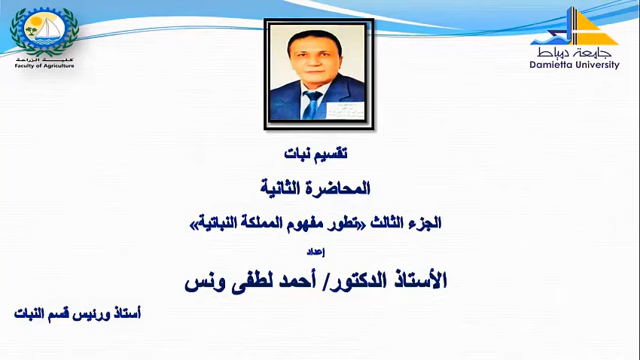 كلية الزراعة
Faculty of Agriculture
جامعة دمياط
Damietta University
تقسيم نبات
المحاضرة الثانية
الجزء الثالث «تطور مفهوم المملكة النباتية»
إعداد
الأستاذ الدكتور/ أحمد لطفى ونس
أستاذ ورئيس قسم النبات